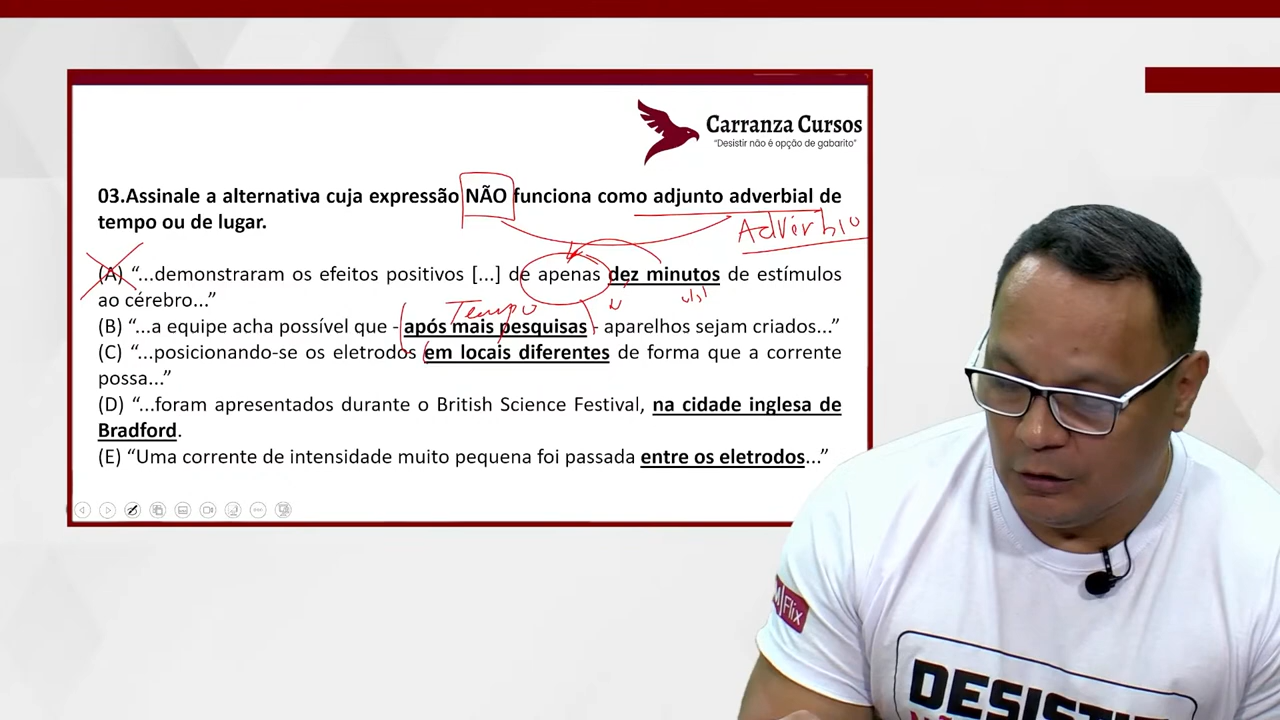 Carranza Cursos
"Desistir não é opção de gabarito"
03.Assinale a alternativa cuja expressão NÃO funciona como adjunto adverbial de
tempo ou de lugar.
Advérbio
(A) “...demonstraram os efeitos positivos [...] de apenas dez minutos de estímulos
ao cérebro...”
Tempo
(B) “...a equipe acha possível que - após mais pesquisas - aparelhos sejam criados...”
(C) “...posicionando-se os eletrodos em locais diferentes de forma que a corrente
possa...”
(D) “...foram apresentados durante o British Science Festival, na cidade inglesa de
Bradford.
(E) “Uma corrente de intensidade muito pequena foi passada entre os eletrodos...”
Flix
DESISTIR